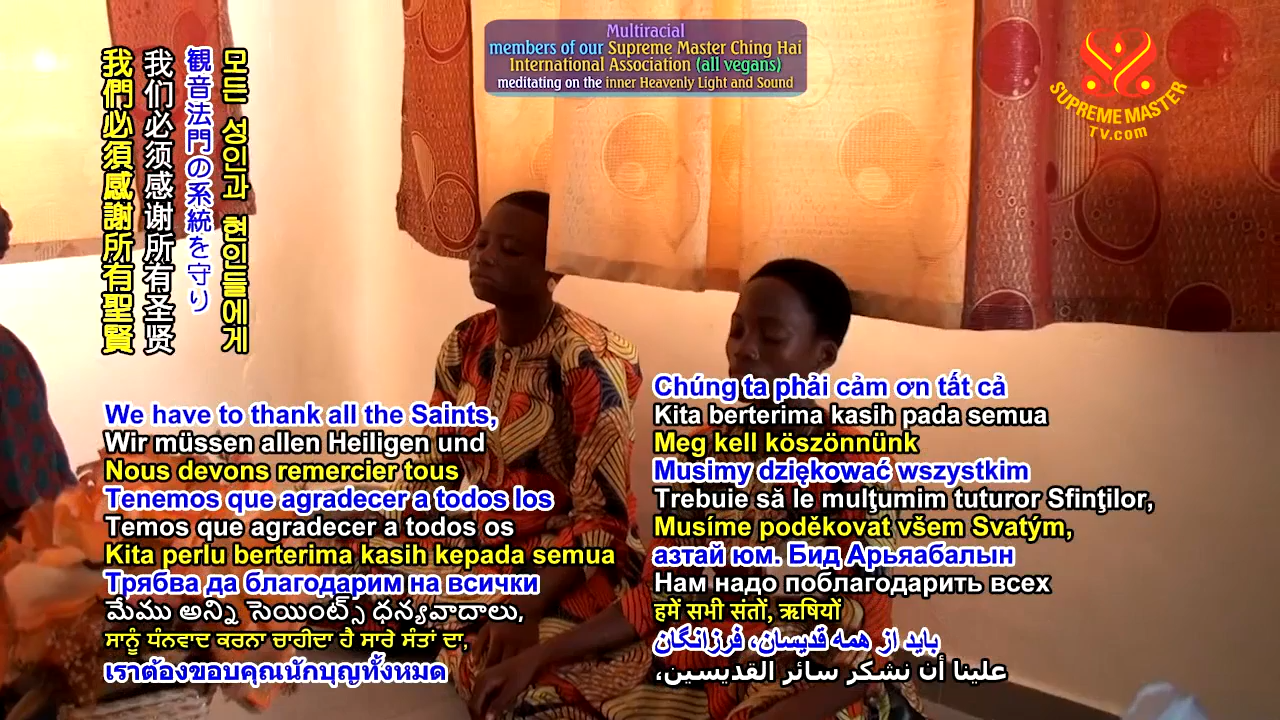 Multiracial
members of our Supreme Master Ching Hai
International Association (all vegans)
meditating on the inner Heavenly Light and Sound
SUPREME MASTER
TV.com
모든 성인과 현인들에게
観音法門の系統を守り
我们必须感谢所有圣贤
我們必須感謝所有聖賢
We have to thank all the Saints,
Wir müssen allen Heiligen und
Nous devons remercier tous
Tenemos que agradecer a todos los
Temos que agradecer a todos os
Kita perlu berterima kasih kepada semua
Трябва да благодарим на всички
మేము అన్ని సెయింట్స్ ధన్యవాదాలు,
ਸਾਨੂੰ ਧੰਨਵਾਦ ਕਰਨਾ ਚਾਹੀਦਾ ਹੈ ਸਾਰੇ ਸੰਤਾਂ ਦਾ,
เราต้องขอบคุณนักบุญทั้งหมด
Chúng ta phải cảm ơn tất cả
Kita berterima kasih pada semua
Meg kell köszönnünk
Musimy dziękować wszystkim
Trebuie să le mulţumim tuturor Sfinţilor,
Musíme poděkovat všem Svatým,
азтай юм. Бид Арьяабалын
Нам надо поблагодарить всех
हमें सभी संतों, ऋषियों
باید از همه قدیسان، فرزانگان
علينا أن نشكر سائر القديسين،